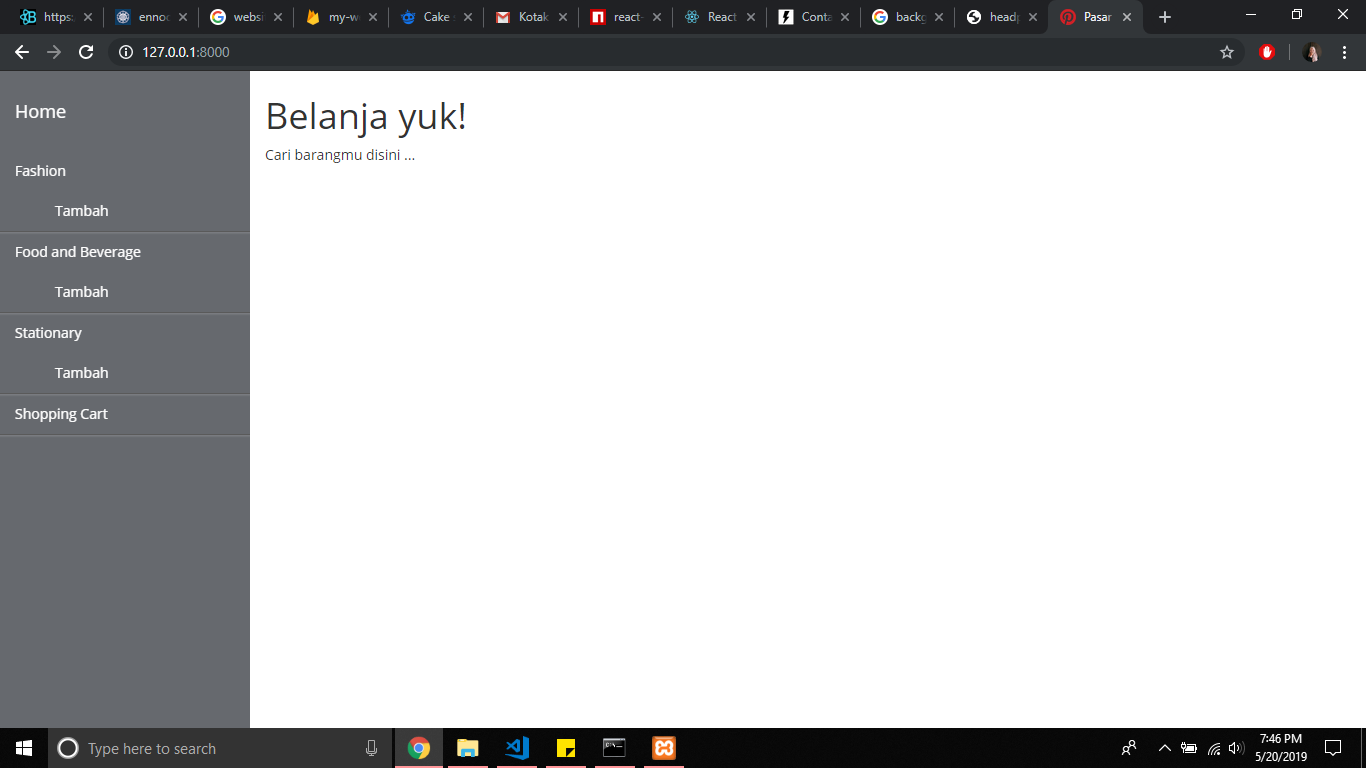 https:
ennoc
websi
my-we
Cake
Kotak
react-
React
Conta
backg
head
Pasar
127.0.0.1:8000
Home
Belanja yuk!
Cari barangmu disini ...
Fashion
Tambah
Food and Beverage
Tambah
Stationary
Tambah
Shopping Cart
Type here to search
7:46 PM
5/20/2019